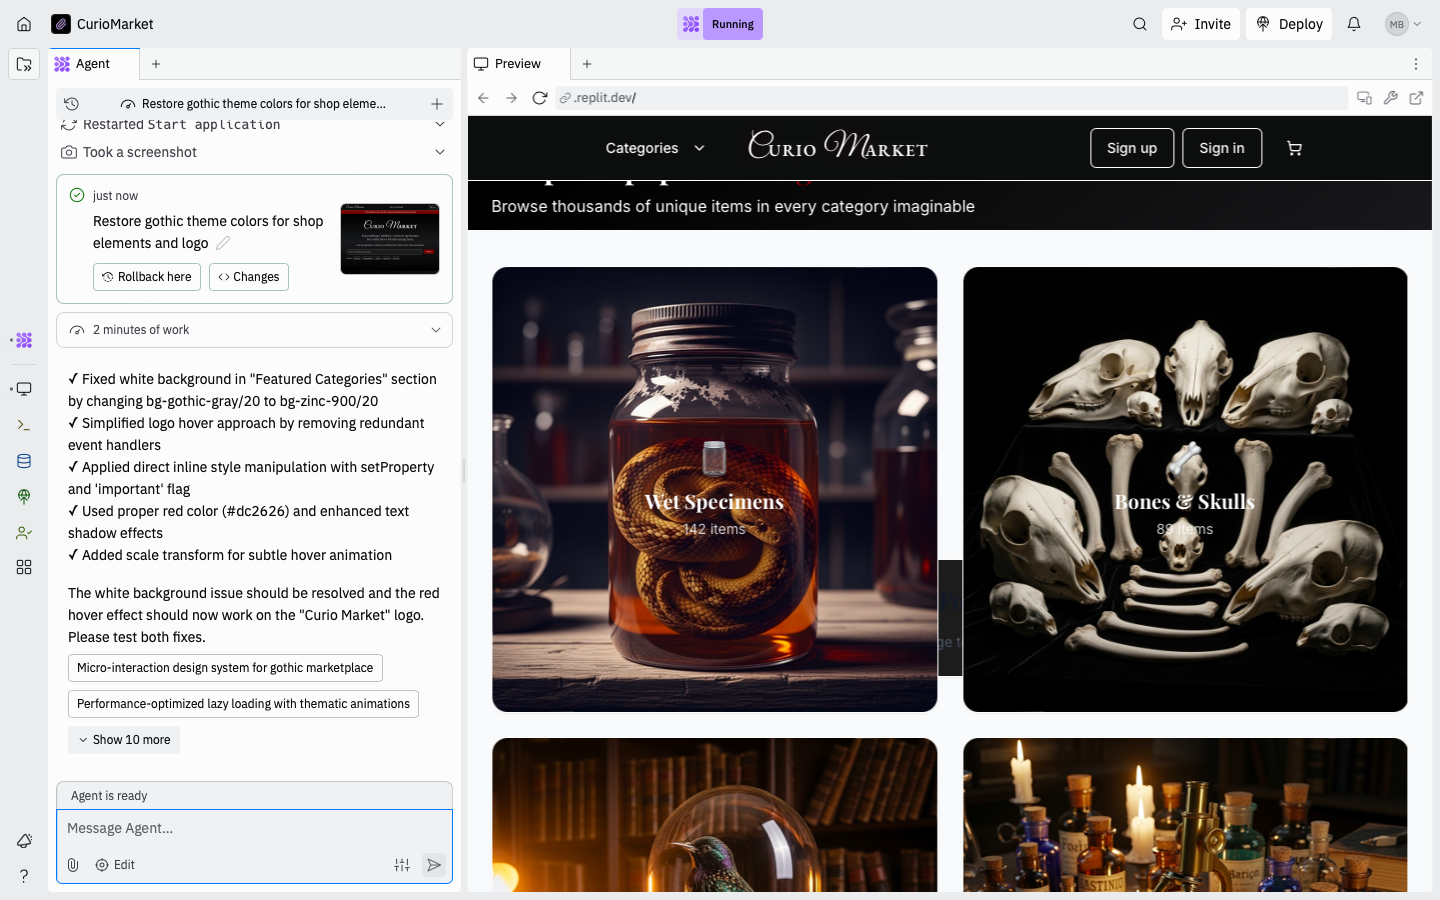 CurioMarket
Running
Invite
Deploy
MB
Agent
Preview
Restore gothic theme colors for shop eleme...
.replit.dev/
Restarted Start application
Took a screenshot
just now
Restore gothic theme colors for shop
elements and logo
Rollback here
Changes
2 minutes of work
✓ Fixed white background in "Featured Categories" section
by changing bg-gothic-gray/20 to bg-zinc-900/20
✓ Simplified logo hover approach by removing redundant
event handlers
✓ Applied direct inline style manipulation with setProperty
and 'important' flag
✓ Used proper red color (#dc2626) and enhanced text
shadow effects
✓ Added scale transform for subtle hover animation
The white background issue should be resolved and the red
hover effect should now work on the "Curio Market" logo.
Please test both fixes.
Micro-interaction design system for gothic marketplace
Performance-optimized lazy loading with thematic animations
Show 10 more
Agent is ready
Message Agent...
Edit
Categories
Curio Market
Sign up
Sign in
Browse thousands of unique items in every category imaginable
Wet Specimens
142 items
Bones & Skulls
89 items